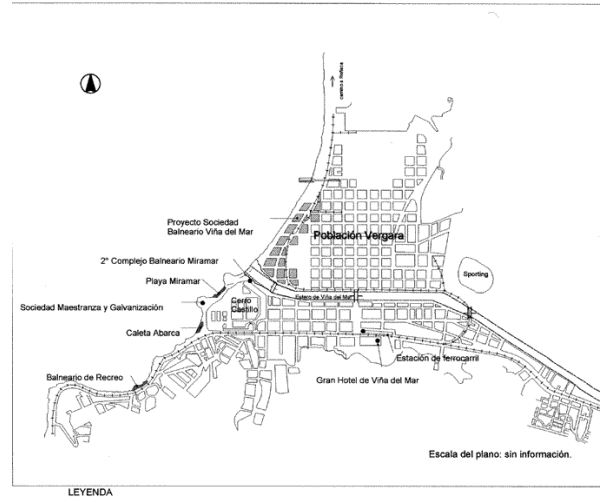 camino a Reñaca
Proyecto Sociedad
Balneario Viña del Mar
Población Vergara
2° Complejo Balneario Miramar
Playa Miramar
Sporting
Sociedad Maestranza y Galvanización
Cerro
Castillo
Estero de Viña del Mar
Caleta Abarca
Estación de ferrocarril
Balneario de Recreo
Gran Hotel de Viña del Mar
Escala del plano: sin información.
LEYENDA